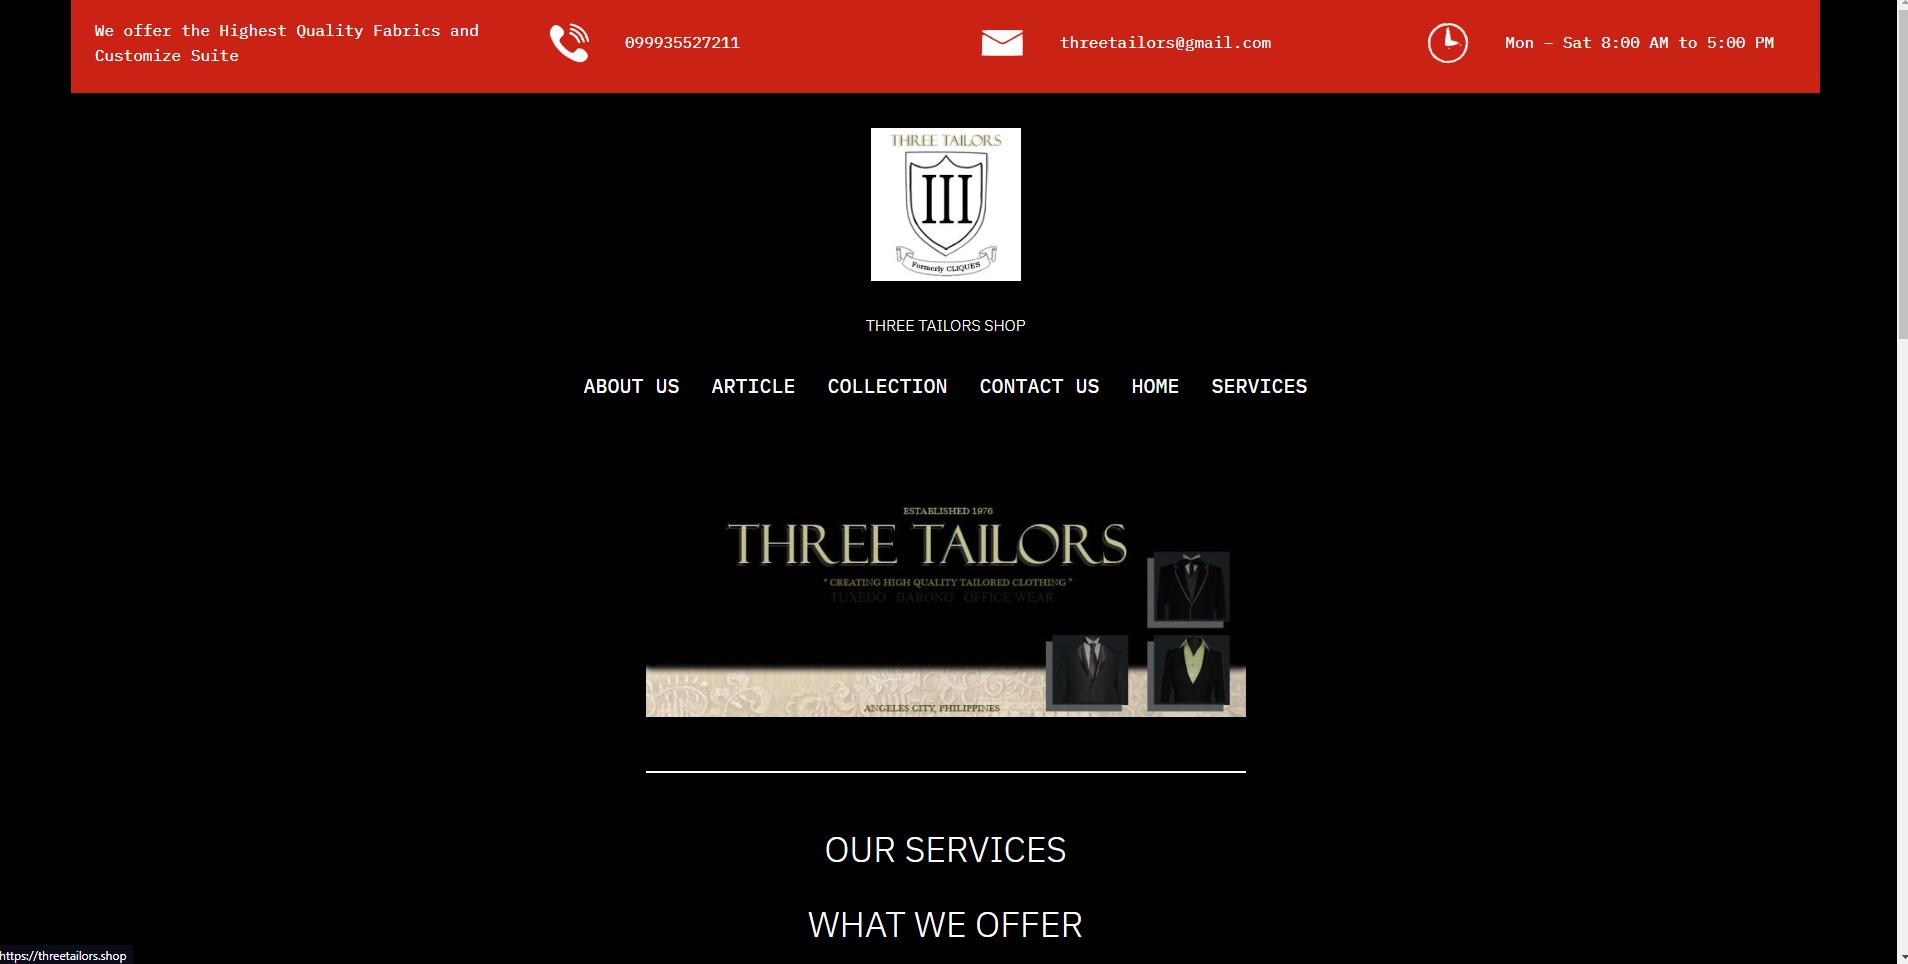 We offer the Highest Quality Fabrics and
Customize Suite
099935527211
threetailors@gmail.com
Mon – Sat 8:00 AM to 5:00 PM
THREE TAILORS
III
Formerly CLIQUES
THREE TAILORS SHOP
ABOUT US ARTICLE COLLECTION CONTACT US HOME SERVICES
ESTABLISHED 1976
THREE TAILORS
" CREATING HIGH QUALITY TAILORED CLOTHING "
TUXEDO BARONG OFFICE WEAR
ANGELES CITY, PHILIPPINES
OUR SERVICES
WHAT WE OFFER
https://threetailors.shop